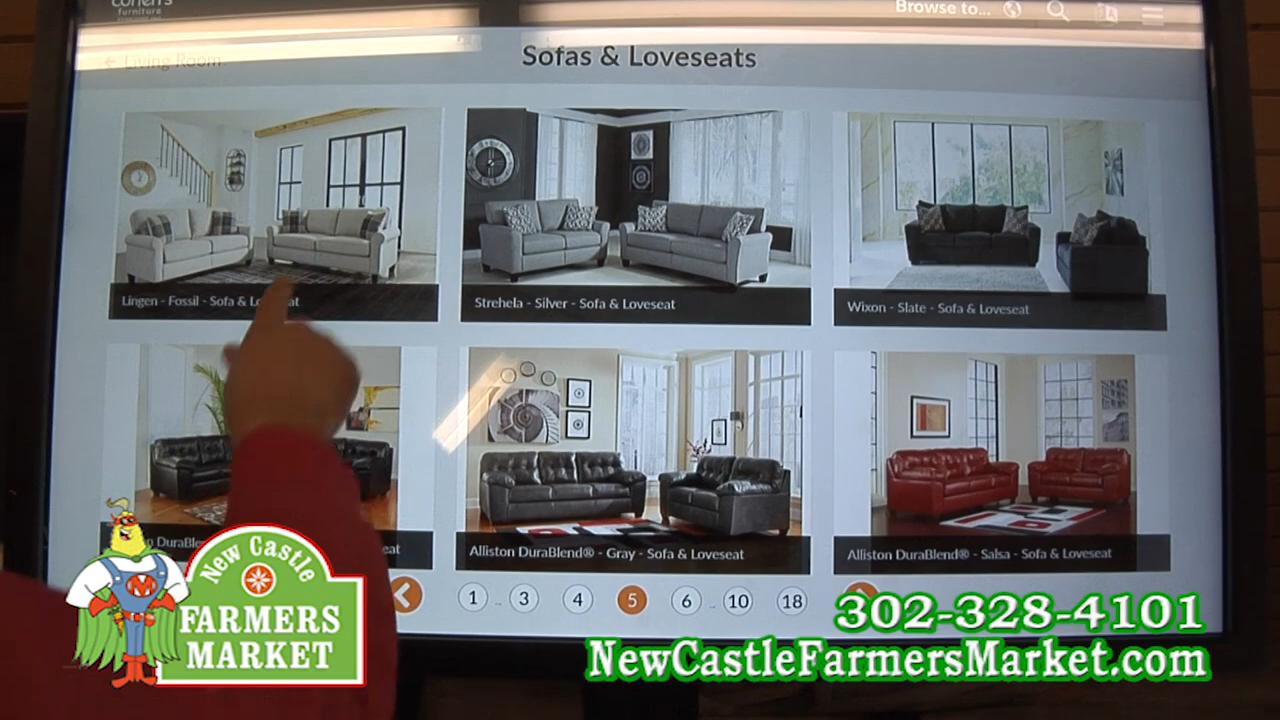 furniture
Browse to...
← Living Room
Sofas & Loveseats
Lingen - Fossil - Sofa &
Strehela - Silver - Sofa & Loveseat
Wixon - Slate - Sofa & Loveseat
Alliston DuraBlend® - Gray - Sofa & Loveseat
Alliston DuraBlend® - Salsa - Sofa & Loveseat
1 .. 3 4 5 6 .. 10 18
M
New Castle
FARMERS
MARKET
302-328-4101
NewCastleFarmersMarket.com